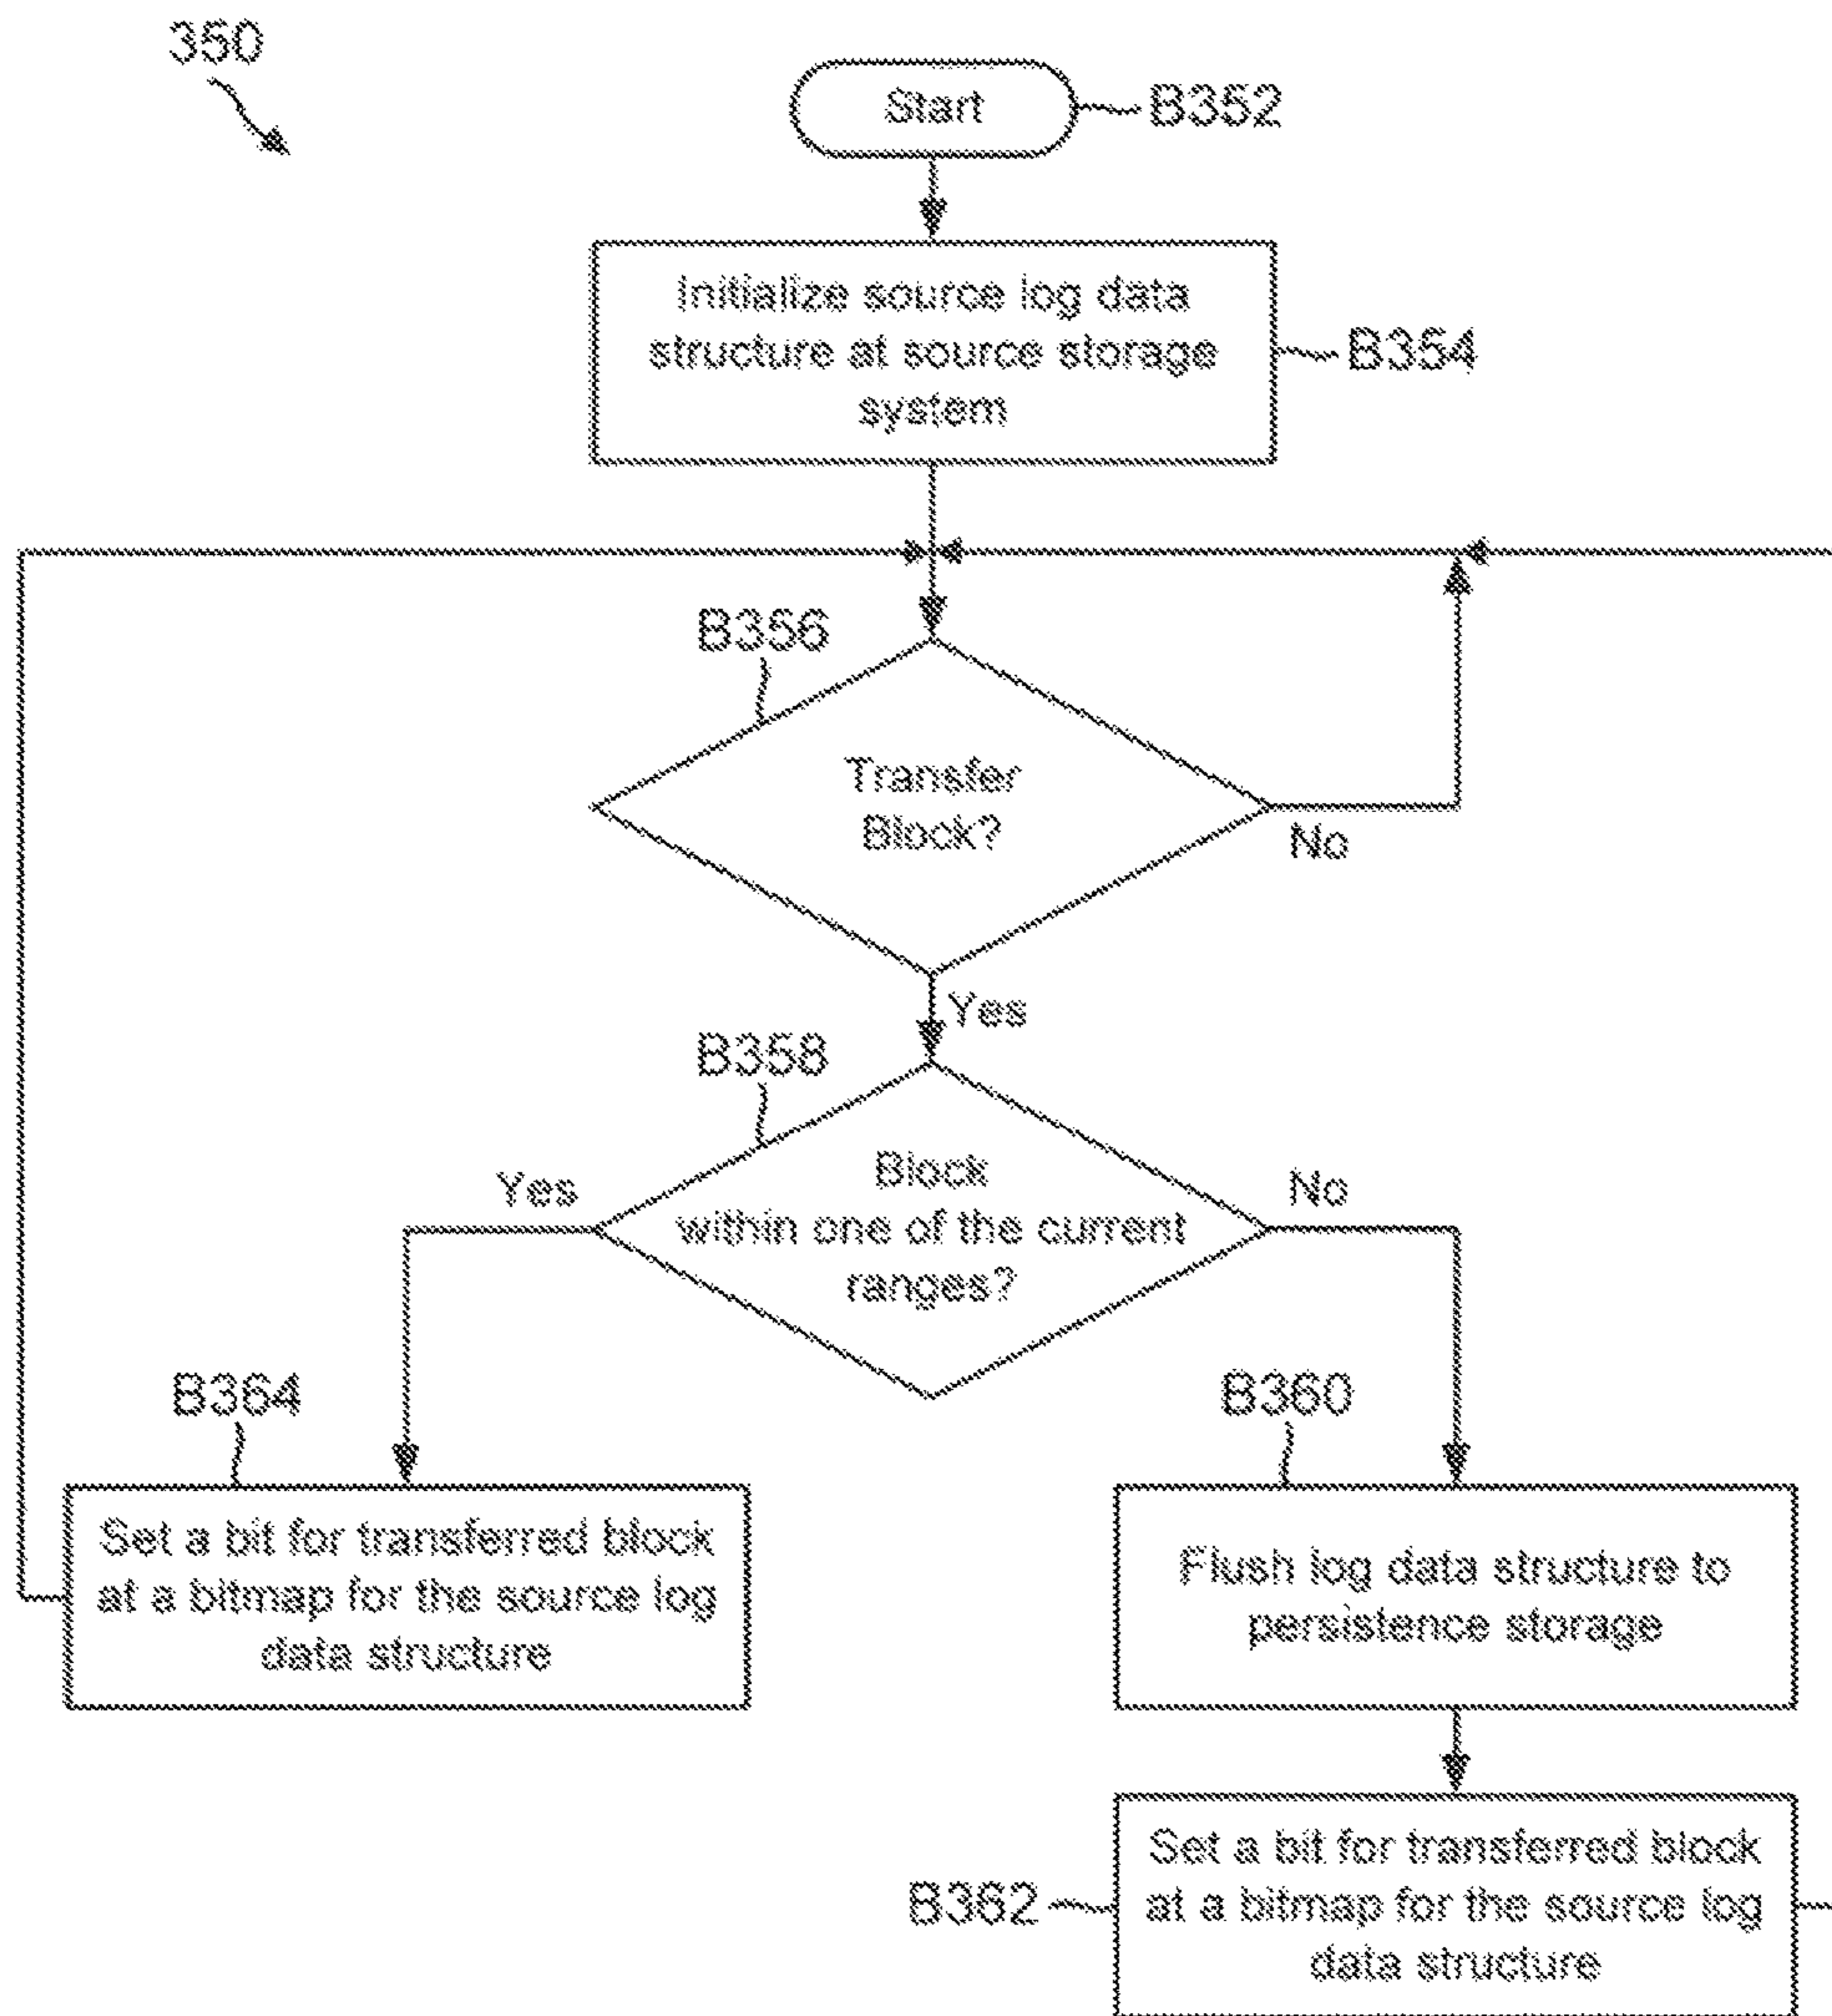 350
Start
B352
Initialize source log data
structure at source storage
system
B354
B356
Transfer
Block?
No
Yes
B358
Block
within one of the current
ranges?
Yes
No
B364
B360
Set a bit for transferred block
at a bitmap for the source log
data structure
Flush log data structure to
persistence storage
B362
Set a bit for transferred block
at a bitmap for the source log
data structure